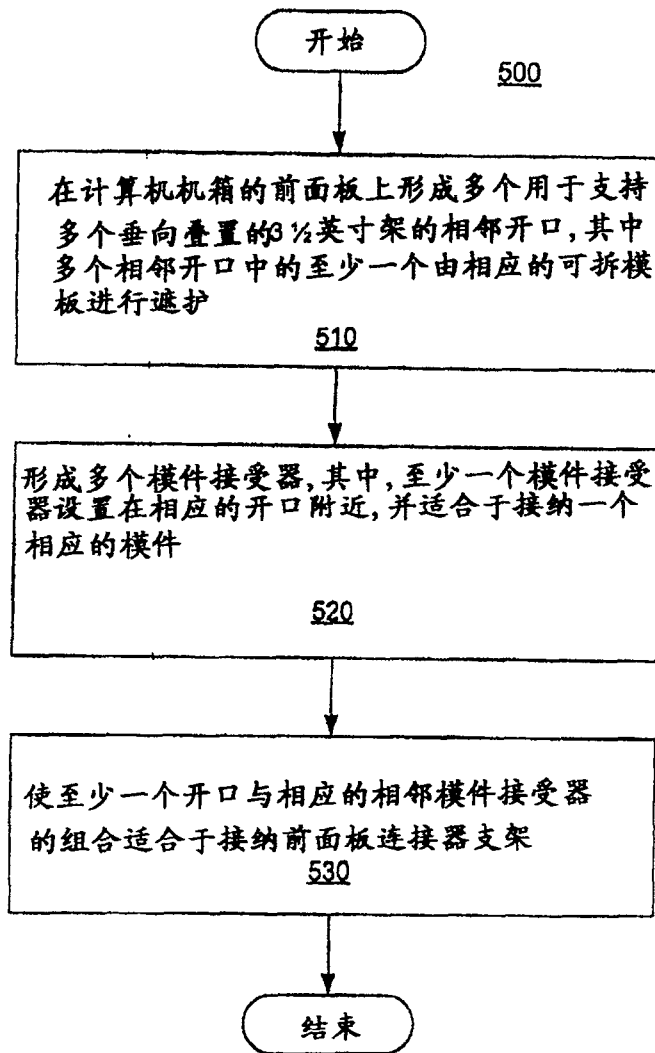 开始
500
在计算机机箱的前面板上形成多个用于支持
多个垂向叠置的3 ½英寸架的相邻开口,其中
多个相邻开口中的至少一个由相应的可拆模
板进行遮护
510
形成多个模件接受器,其中,至少一个模件接受
器设置在相应的开口附近,并适合于接纳一个
相应的模件
520
使至少一个开口与相应的相邻模件接受器
的组合适合于接纳前面板连接器支架
530
结束